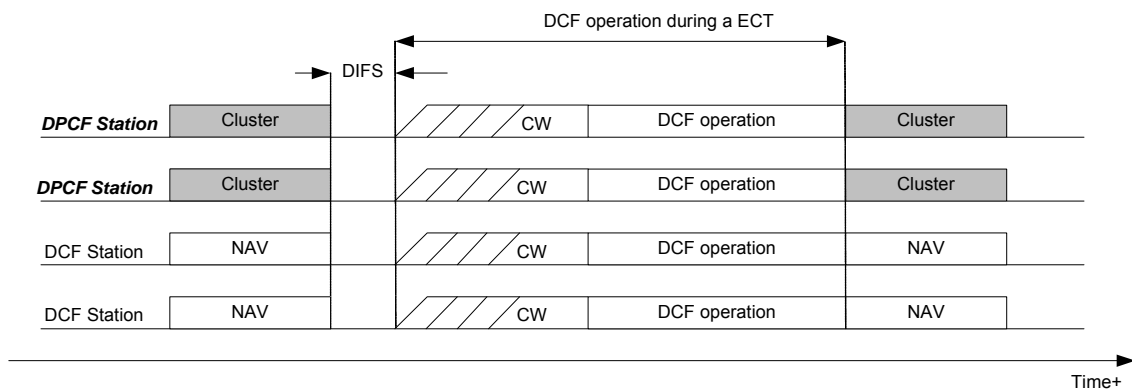 DCF operation during a ECT
DIFS
DPCF Station Cluster CW DCF operation Cluster
DPCF Station Cluster CW DCF operation Cluster
DCF Station NAV CW DCF operation NAV
DCF Station NAV CW DCF operation NAV
Time+